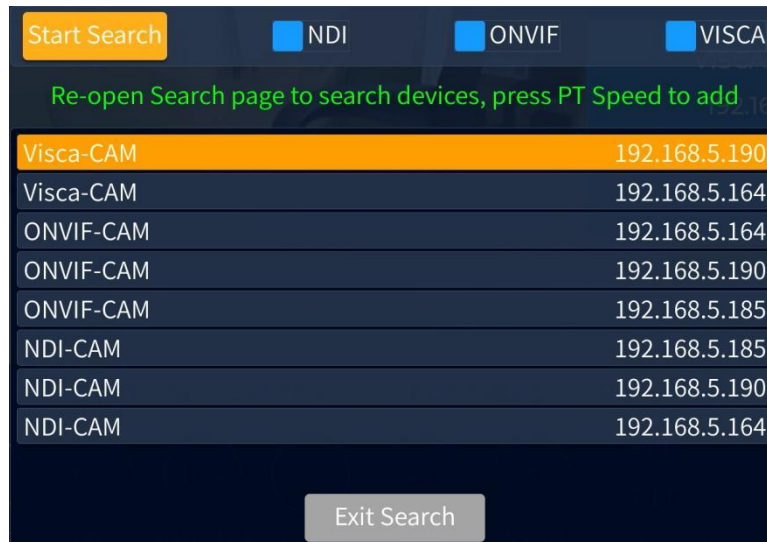 Start Search NDI ONVIF VISCA
Re-open Search page to search devices, press PT Speed to add
Visca-CAM 192.168.5.190
Visca-CAM 192.168.5.164
ONVIF-CAM 192.168.5.164
ONVIF-CAM 192.168.5.190
ONVIF-CAM 192.168.5.185
NDI-CAM 192.168.5.185
NDI-CAM 192.168.5.190
NDI-CAM 192.168.5.164
Exit Search